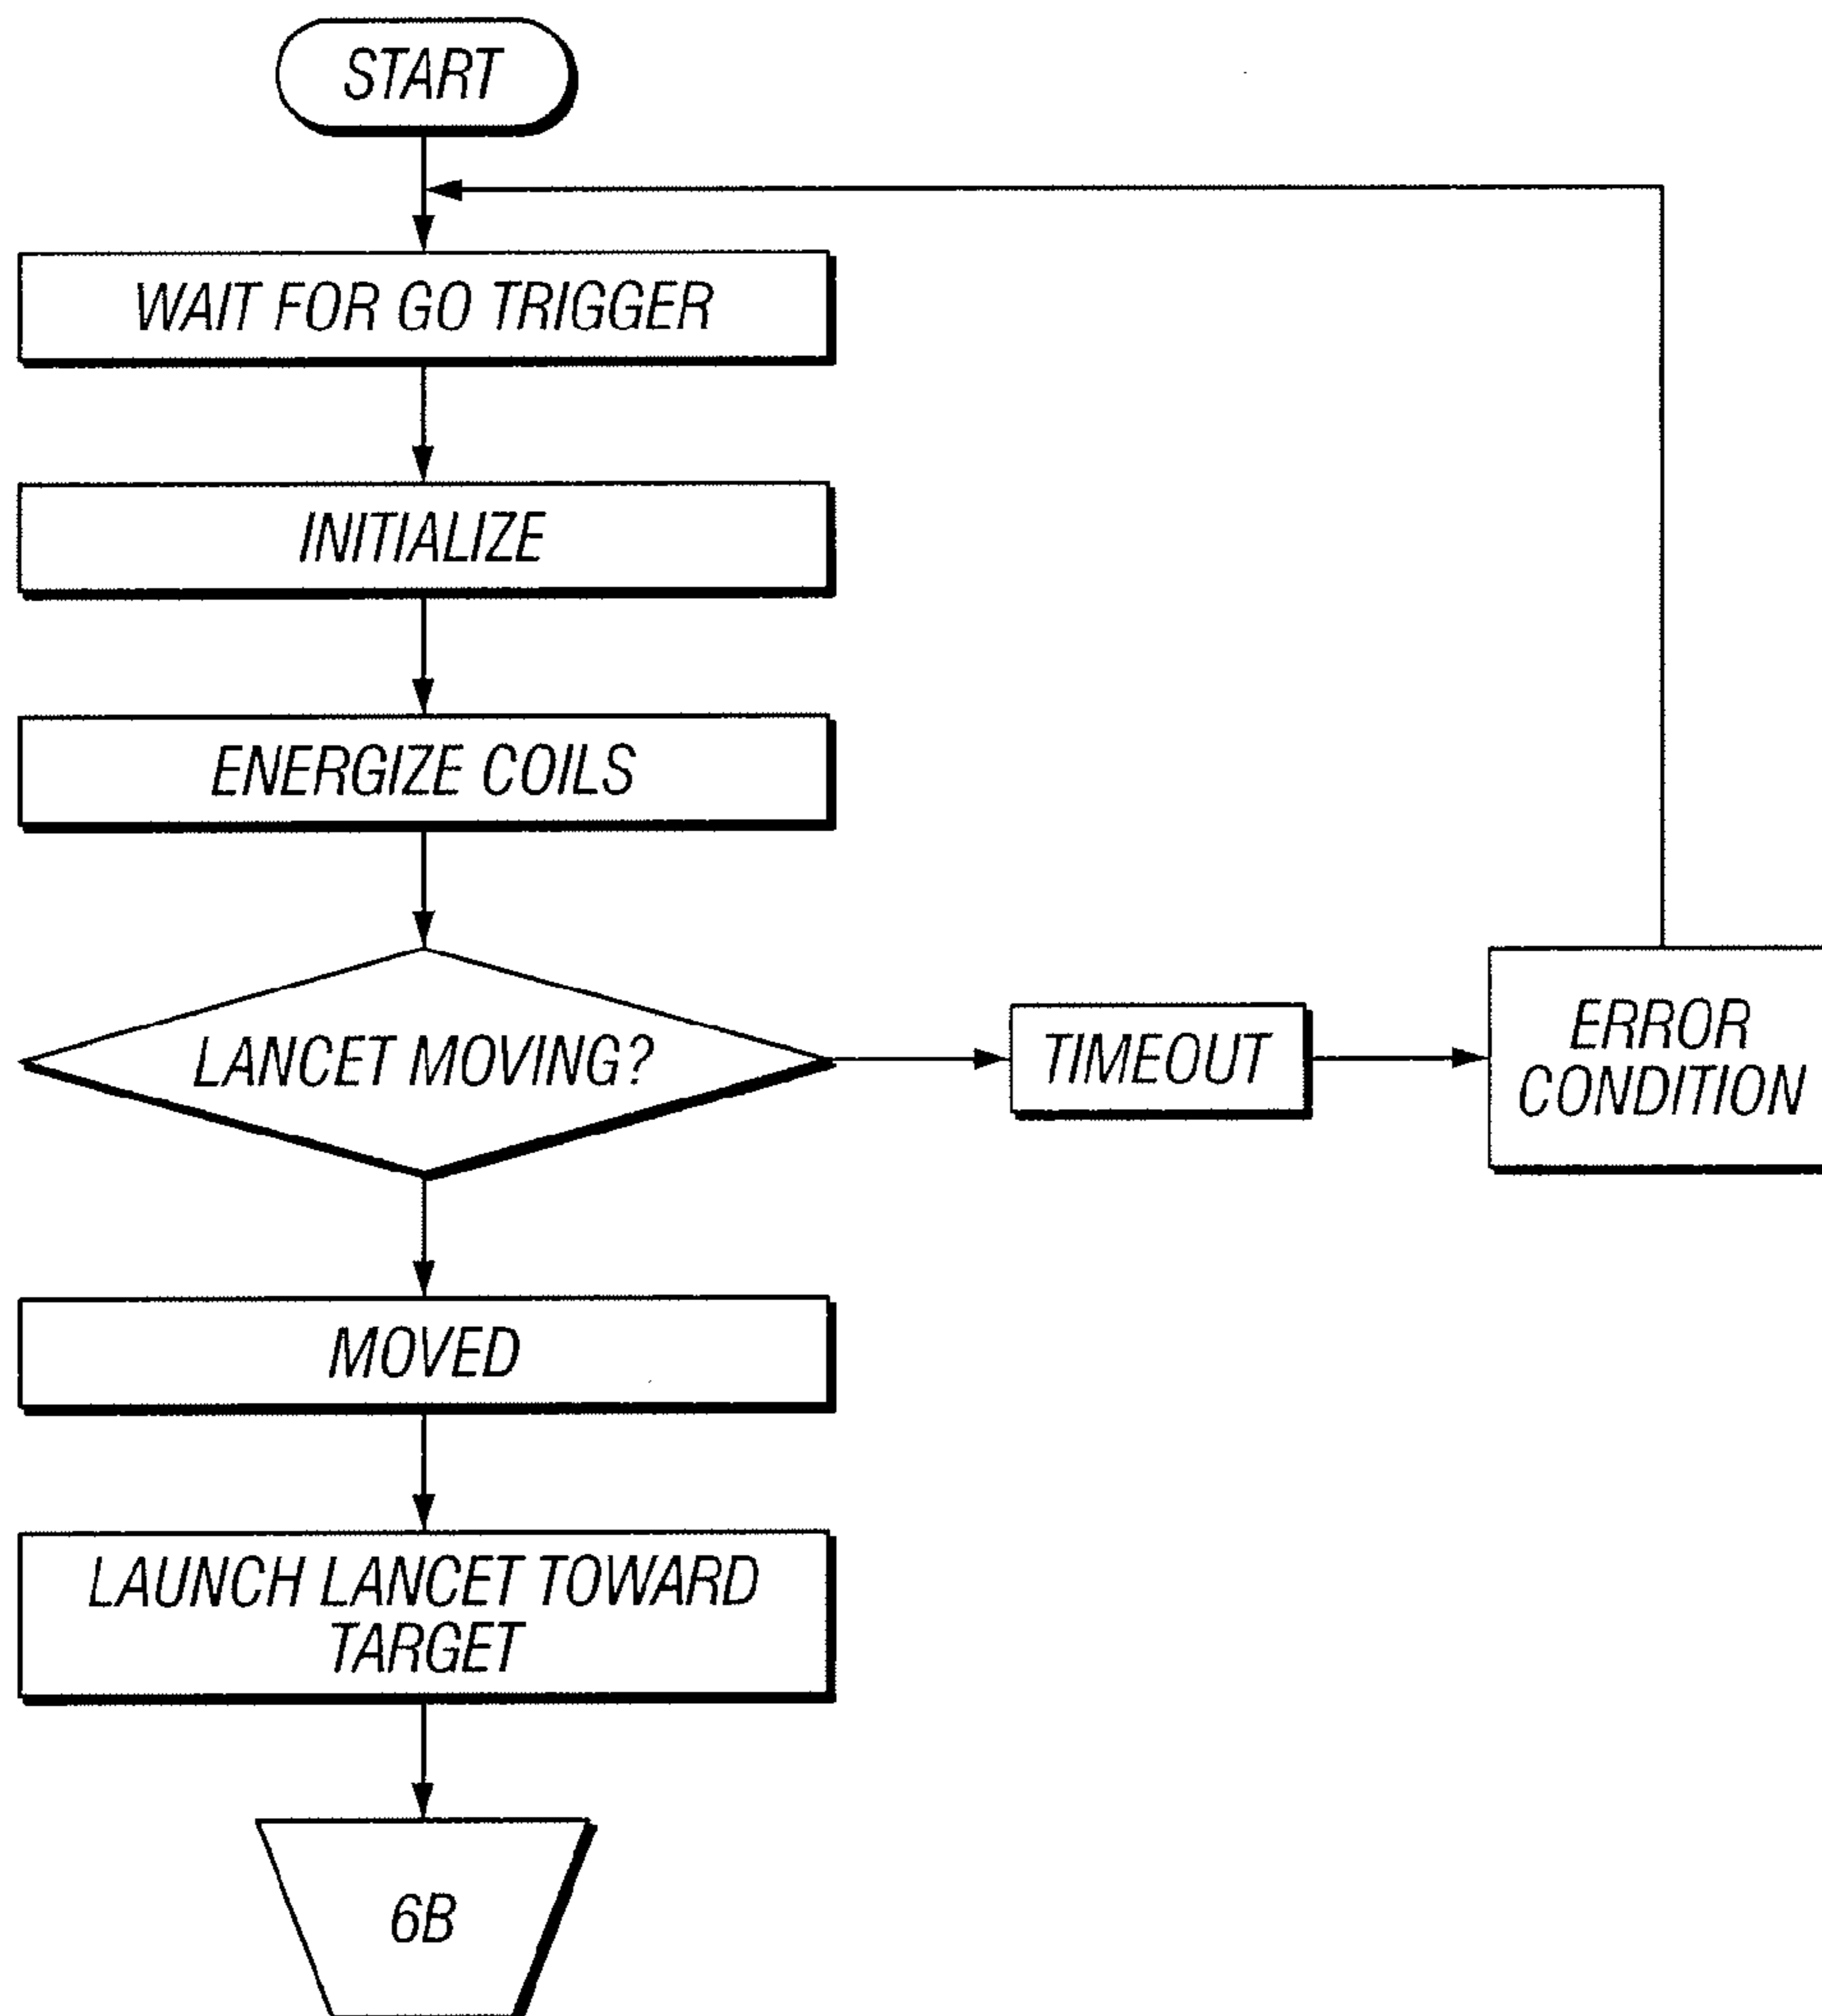 START
WAIT FOR GO TRIGGER
INITIALIZE
ENERGIZE COILS
LANCET MOVING?
TIMEOUT
ERROR
CONDITION
MOVED
LAUNCH LANCET TOWARD
TARGET
6B